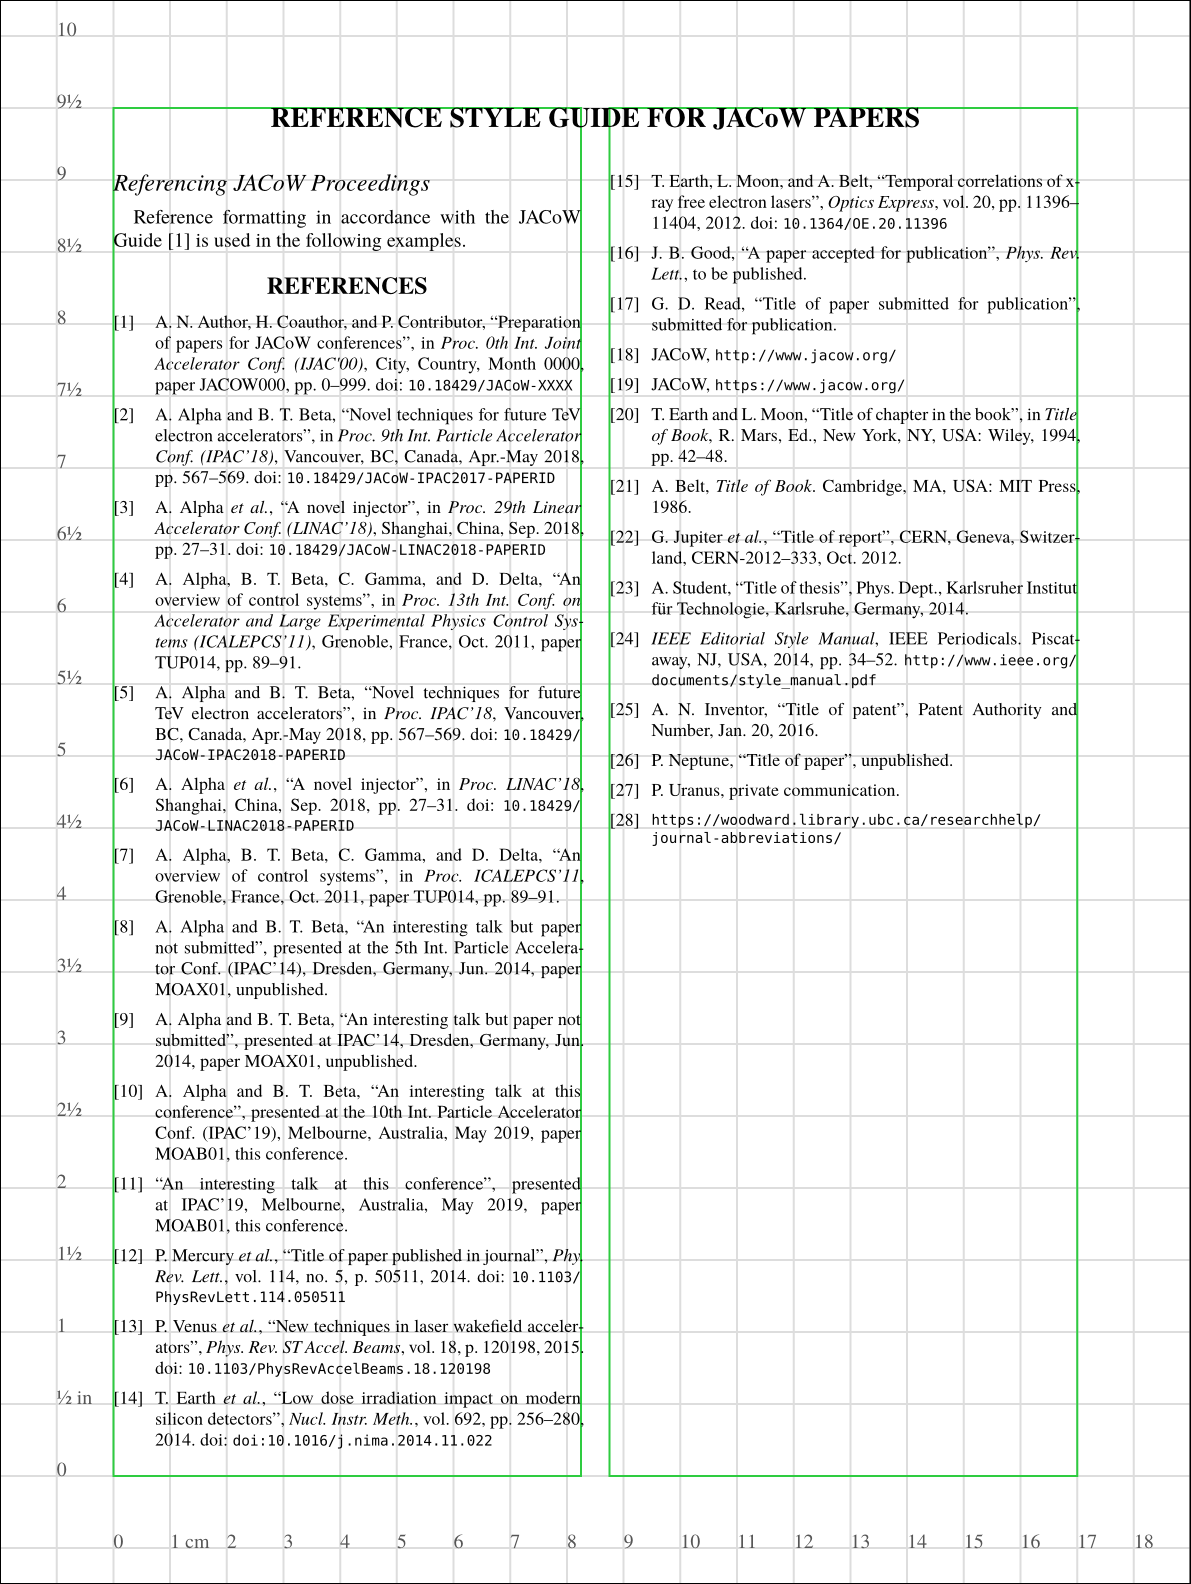 REFERENCE STYLE GUIDE FOR JACoW PAPERS
Referencing JACoW Proceedings
Reference formatting in accordance with the JACoW
Guide [1] is used in the following examples.
REFERENCES
[1] A. N. Author, H. Coauthor, and P. Contributor, “Preparation
of papers for JACoW conferences”, in Proc. 0th Int. Joint
Accelerator Conf. (IJAC'00), City, Country, Month 0000,
paper JACOW000, pp. 0–999. doi: 10.18429/JACoW-XXXX
[2] A. Alpha and B. T. Beta, “Novel techniques for future TeV
electron accelerators”, in Proc. 9th Int. Particle Accelerator
Conf. (IPAC’18), Vancouver, BC, Canada, Apr.-May 2018,
pp. 567–569. doi: 10.18429/JACoW-IPAC2017-PAPERID
[3] A. Alpha et al., “A novel injector”, in Proc. 29th Linear
Accelerator Conf. (LINAC’18), Shanghai, China, Sep. 2018,
pp. 27–31. doi: 10.18429/JACoW-LINAC2018-PAPERID
[4] A. Alpha, B. T. Beta, C. Gamma, and D. Delta, “An
overview of control systems”, in Proc. 13th Int. Conf. on
Accelerator and Large Experimental Physics Control Sys-
tems (ICALEPCS’11), Grenoble, France, Oct. 2011, paper
TUP014, pp. 89–91.
[5] A. Alpha and B. T. Beta, “Novel techniques for future
TeV electron accelerators”, in Proc. IPAC’18, Vancouver,
BC, Canada, Apr.-May 2018, pp. 567–569. doi: 10.18429/
JACoW-IPAC2018-PAPERID
[6] A. Alpha et al., “A novel injector”, in Proc. LINAC’18,
Shanghai, China, Sep. 2018, pp. 27–31. doi: 10.18429/
JACoW-LINAC2018-PAPERID
[7] A. Alpha, B. T. Beta, C. Gamma, and D. Delta, “An
overview of control systems”, in Proc. ICALEPCS’11,
Grenoble, France, Oct. 2011, paper TUP014, pp. 89–91.
[8] A. Alpha and B. T. Beta, “An interesting talk but paper
not submitted”, presented at the 5th Int. Particle Accelera-
tor Conf. (IPAC’14), Dresden, Germany, Jun. 2014, paper
MOAX01, unpublished.
[9] A. Alpha and B. T. Beta, “An interesting talk but paper not
submitted”, presented at IPAC’14, Dresden, Germany, Jun.
2014, paper MOAX01, unpublished.
[10] A. Alpha and B. T. Beta, “An interesting talk at this
conference”, presented at the 10th Int. Particle Accelerator
Conf. (IPAC’19), Melbourne, Australia, May 2019, paper
MOAB01, this conference.
[11] “An interesting talk at this conference”, presented
at IPAC’19, Melbourne, Australia, May 2019, paper
MOAB01, this conference.
[12] P. Mercury et al., “Title of paper published in journal”, Phy.
Rev. Lett., vol. 114, no. 5, p. 50511, 2014. doi: 10.1103/
PhysRevLett.114.050511
[13] P. Venus et al., “New techniques in laser wakefield acceler-
ators”, Phys. Rev. ST Accel. Beams, vol. 18, p. 120198, 2015.
doi: 10.1103/PhysRevAccelBeams.18.120198
[14] T. Earth et al., “Low dose irradiation impact on modern
silicon detectors”, Nucl. Instr. Meth., vol. 692, pp. 256–280,
2014. doi: doi:10.1016/j.nima.2014.11.022
[15] T. Earth, L. Moon, and A. Belt, “Temporal correlations of x-
ray free electron lasers”, Optics Express, vol. 20, pp. 11396–
11404, 2012. doi: 10.1364/OE.20.11396
[16] J. B. Good, “A paper accepted for publication”, Phys. Rev.
Lett., to be published.
[17] G. D. Read, “Title of paper submitted for publication”,
submitted for publication.
[18] JACoW, http://www.jacow.org/
[19] JACoW, https://www.jacow.org/
[20] T. Earth and L. Moon, “Title of chapter in the book”, in Title
of Book, R. Mars, Ed., New York, NY, USA: Wiley, 1994,
pp. 42–48.
[21] A. Belt, Title of Book. Cambridge, MA, USA: MIT Press,
1986.
[22] G. Jupiter et al., “Title of report”, CERN, Geneva, Switzer-
land, CERN-2012–333, Oct. 2012.
[23] A. Student, “Title of thesis”, Phys. Dept., Karlsruher Institut
für Technologie, Karlsruhe, Germany, 2014.
[24] IEEE Editorial Style Manual, IEEE Periodicals. Piscat-
away, NJ, USA, 2014, pp. 34–52. http://www.ieee.org/
documents/style_manual.pdf
[25] A. N. Inventor, “Title of patent”, Patent Authority and
Number, Jan. 20, 2016.
[26] P. Neptune, “Title of paper”, unpublished.
[27] P. Uranus, private communication.
[28] https://woodward.library.ubc.ca/researchhelp/
journal-abbreviations/
10
9½
9
8½
8
7½
7
6½
6
5½
5
4½
4
3½
3
2½
2
1½
1
½ in
0
0 1 cm 2 3 4 5 6 7 8 9 10 11 12 13 14 15 16 17 18